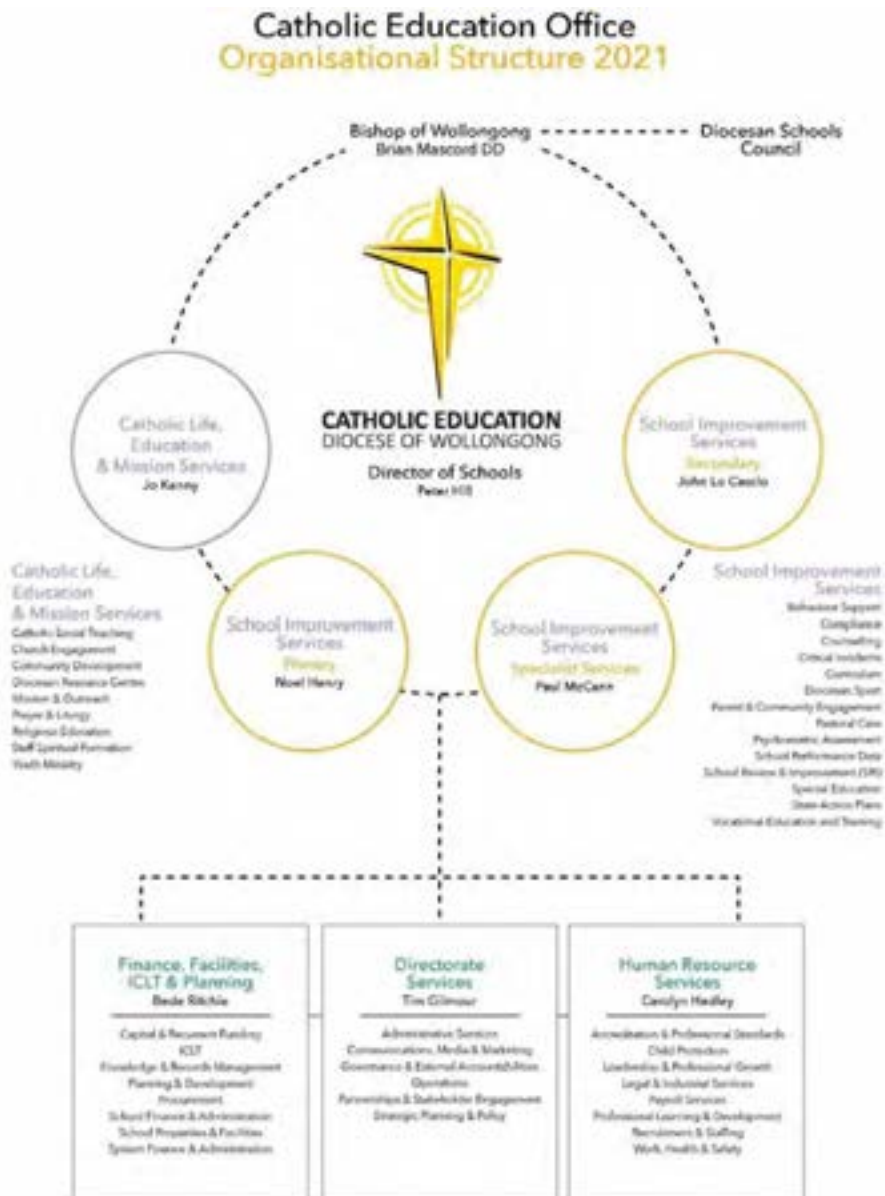 Catholic Education Office
Organisational Structure 2021
Bishop of Wollongong
Brian Mascord DD
Diocesan Schools
Council
CATHOLIC EDUCATION
DIOCESE OF WOLLONGONG
Director of Schools
Peter Hill
Catholic Life,
Education
& Mission Services
Jo Kenny
School Improvement
Services
Secondary
John Lo Cascio
School Improvement
Services
Primary
Noel Henry
School Improvement
Services
Specialist Services
Paul McCann
Catholic Life,
Education
& Mission Services
Catholic Social Teaching
Church Engagement
Community Development
Diocesan Resource Centre
Mission & Outreach
Prayer & Liturgy
Religious Education
Staff Spiritual Formation
Youth Ministry
School Improvement
Services
Behaviour Support
Compliance
Counselling
Critical Incidents
Curriculum
Diocesan Sport
Parent & Community Engagement
Pastoral Care
Psychometric Assessment
School Performance Data
School Review & Improvement (SRI)
Special Education
State Action Plans
Vocational Education and Training
Finance, Facilities,
ICLT & Planning
Bede Ritchie
Capital & Recurrent Funding
ICLT
Knowledge & Records Management
Planning & Development
Procurement
School Finance & Administration
School Properties & Facilities
System Finance & Administration
Directorate
Services
Tim Gilmour
Administrative Services
Communications, Media & Marketing
Governance & External Accountabilities
Operations
Partnerships & Stakeholder Engagement
Strategic Planning & Policy
Human Resource
Services
Carolyn Hadley
Accreditation & Professional Standards
Child Protection
Leadership & Professional Growth
Legal & Industrial Services
Payroll Services
Professional Learning & Development
Recruitment & Staffing
Work, Health & Safety